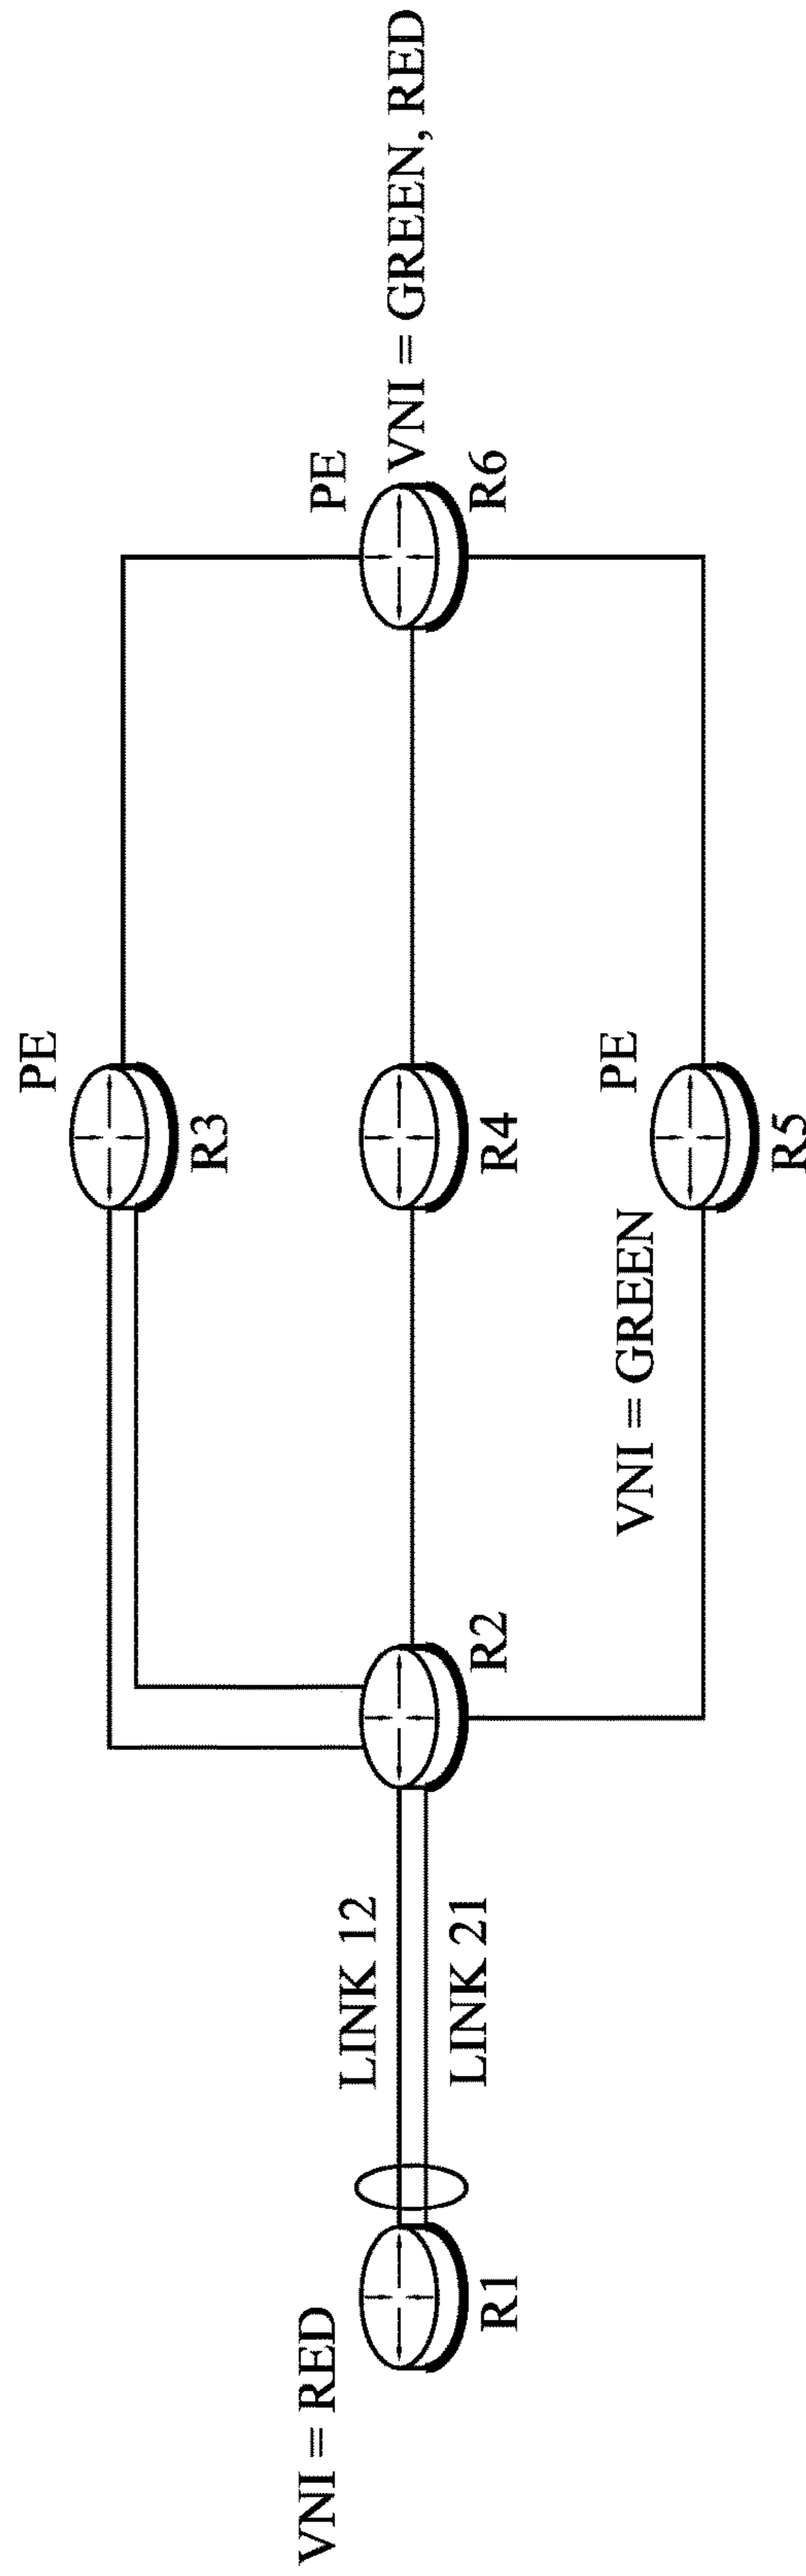 PE
R3
VNI = RED
LINK 12
PE
VNI = GREEN, RED
R1
LINK 21
R2
R4
R6
VNI = GREEN
PE
R5